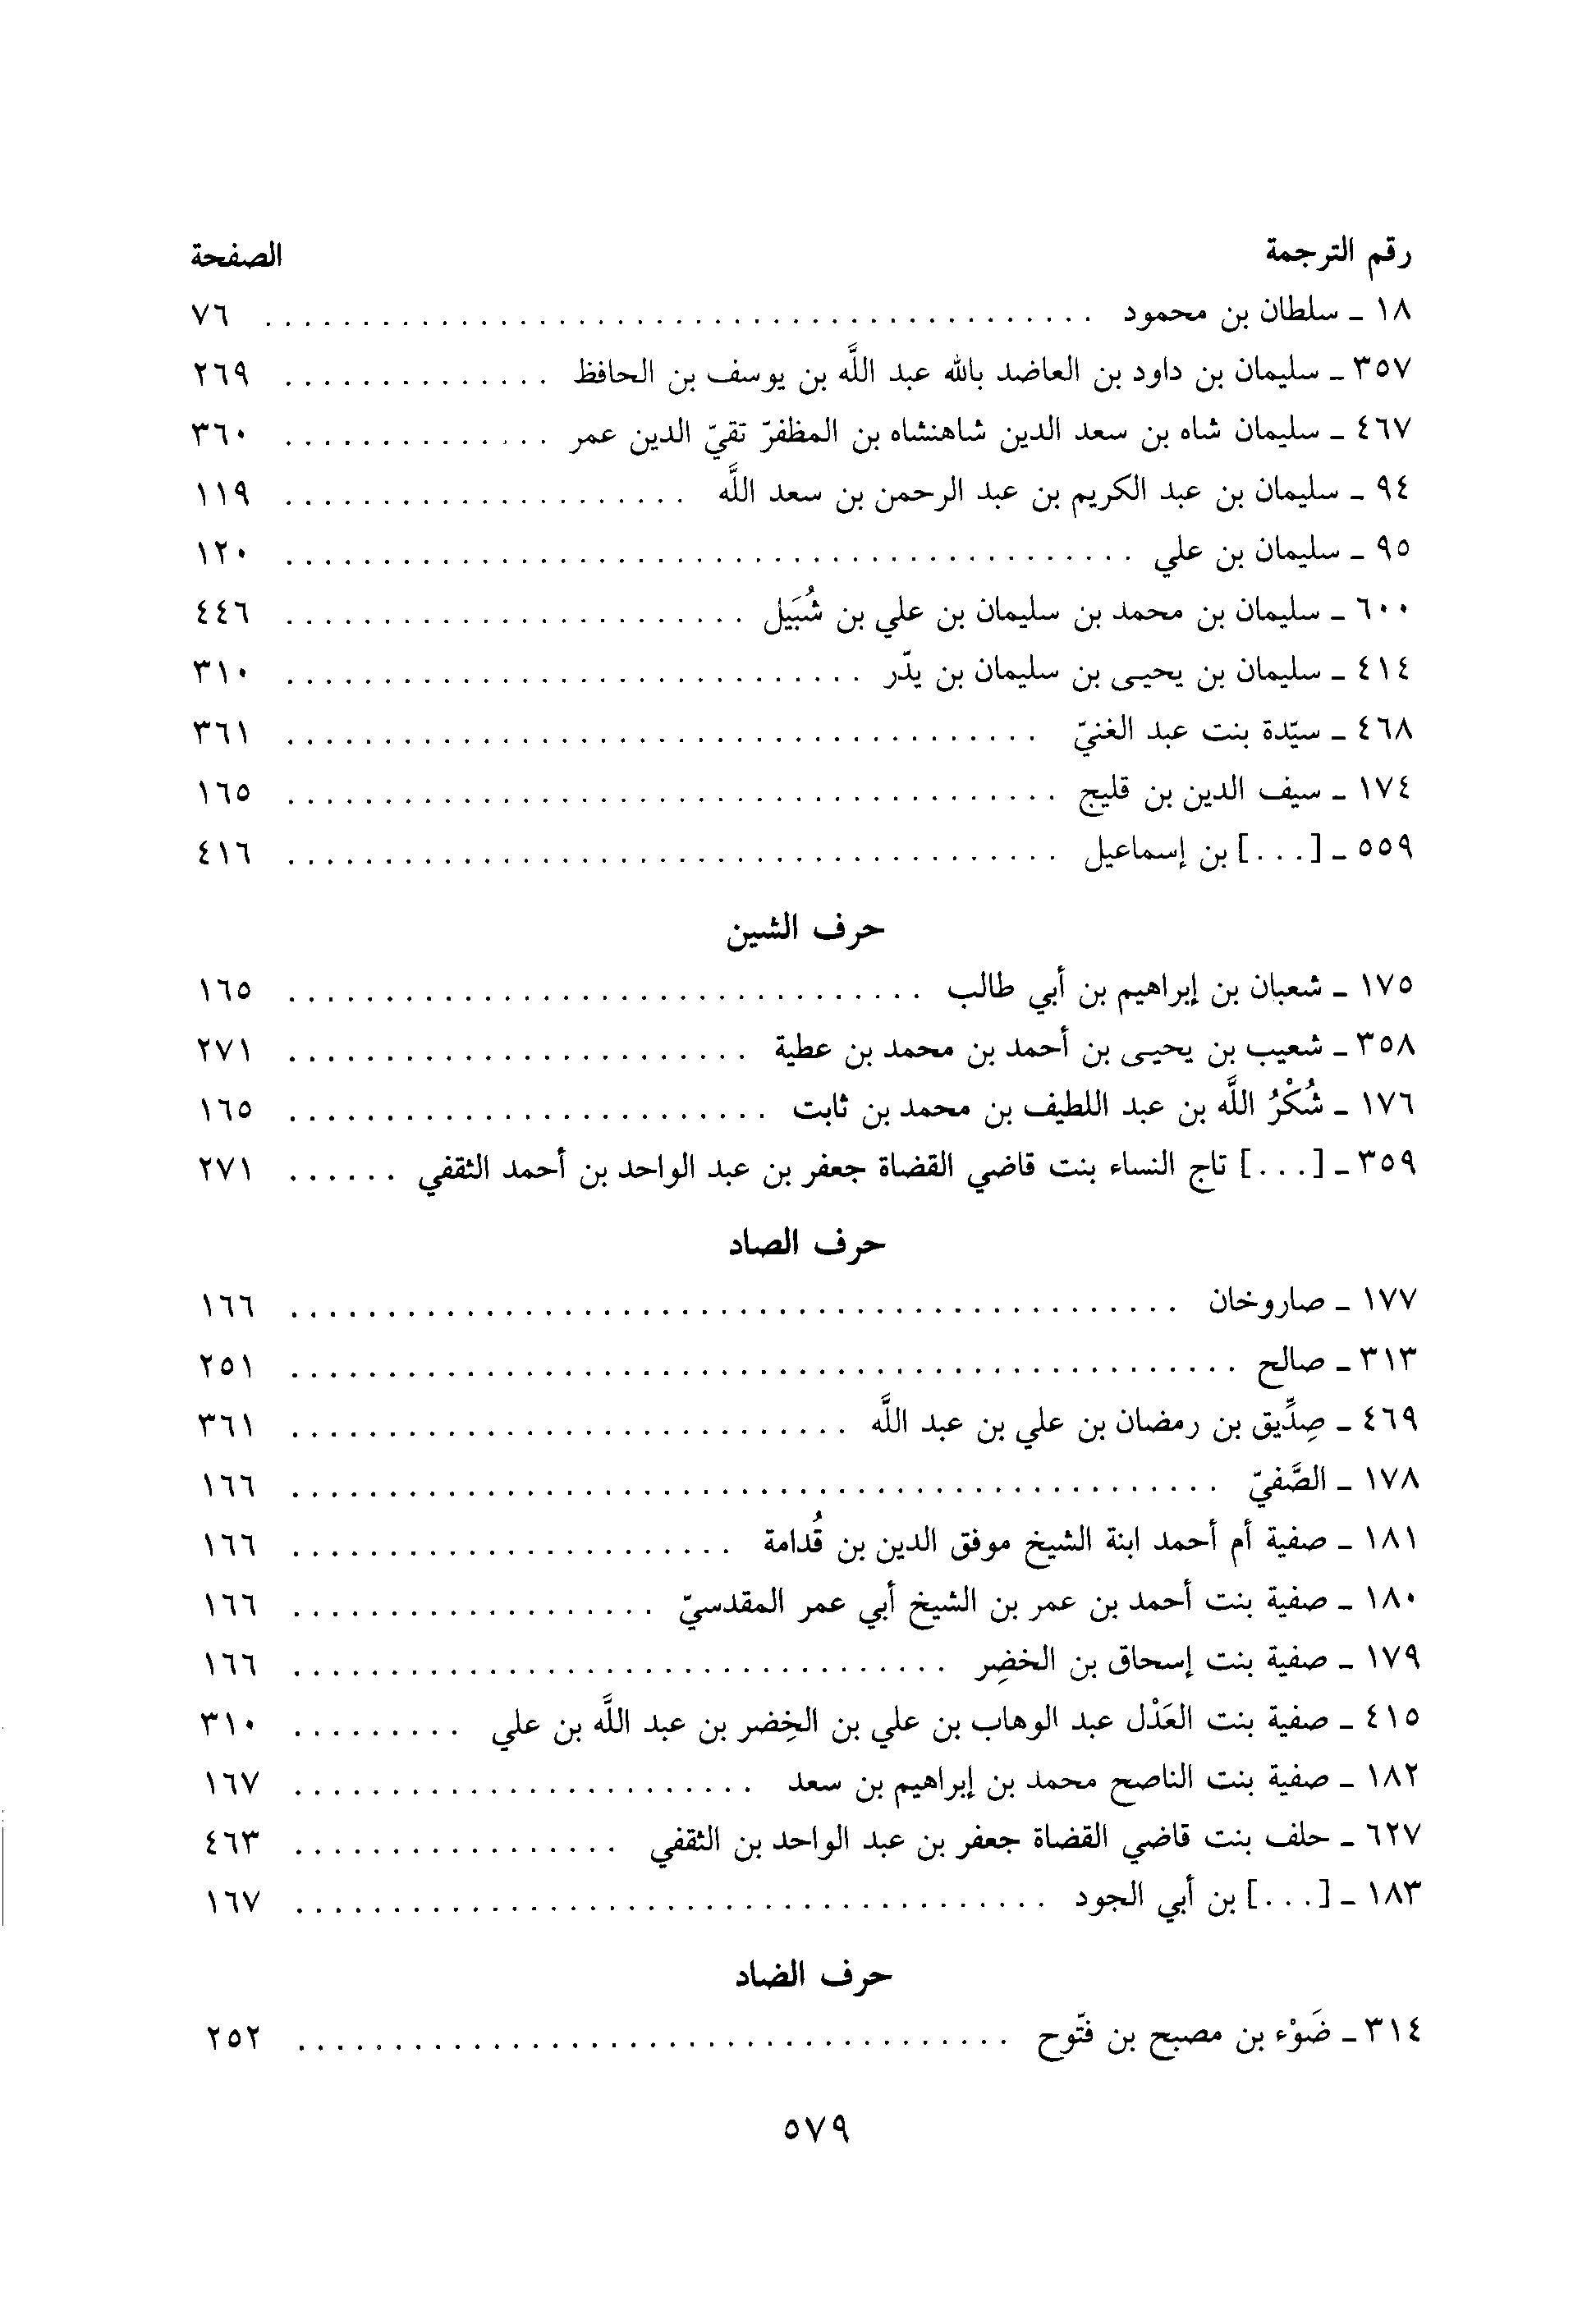 رقم الترجمة الصفحة
١٨ ـ سلطان بن محمود . . . . . . . . . . . . . . . . . . . . ٧٦
٣٥٧ ـ سليمان بن داود بن العاضد بالله عبد اللَّه بن يوسف بن الحافظ . . . . . . . . . . . . . . ٢٦٩
٤٦٧ ـ سليمان شاه بن سعد الدين شاهنشاه بن المظفرّ تقيّ الدين عمر . . . . . . . . . . . . . . ٣٦٠
٩٤ ـ سليمان بن عبد الكريم بن عبد الرحمن بن سعد اللَّه . . . . . . . . . . . . . . . . . . . . ١١٩
٩٥ ـ سليمان بن علي . . . . . . . . . . . . . . . . . . . . ١٢٠
٦٠٠ ـ سليمان بن محمد بن سليمان بن علي بن شُبَيل . . . . . . . . . . . . . . . . . . . . ٤٤٦
٤١٤ ـ سليمان بن يحيـى بن سليمان بن يدّر . . . . . . . . . . . . . . . . . . . . ٣١٠
٤٦٨ ـ سيّدة بنت عبد الغنيّ . . . . . . . . . . . . . . . . . . . . ٣٦١
١٧٤ ـ سيف الدين بن قليج . . . . . . . . . . . . . . . . . . . . ١٦٥
٥٥٩ ـ [. . .] بن إسماعيل . . . . . . . . . . . . . . . . . . . . ٤١٦
حرف الشين
١٧٥ ـ شعبان بن إبراهيم بن أبي طالب . . . . . . . . . . . . . . . . . . . . ١٦٥
٣٥٨ ـ شعيب بن يحيـى بن أحمد بن محمد بن عطية . . . . . . . . . . . . . . . . . . . . ٢٧١
١٧٦ ـ شُكْرُ اللَّه بن عبد اللطيف بن محمد بن ثابت . . . . . . . . . . . . . . . . . . . . ١٦٥
٣٥٩ ـ [. . .] تاج النساء بنت قاضي القضاة جعفر بن عبد الواحد بن أحمد الثقفي . . . . . . ٢٧١
حرف الصاد
١٧٧ ـ صاروخان . . . . . . . . . . . . . . . . . . . . ١٦٦
٣١٣ ـ صالح . . . . . . . . . . . . . . . . . . . . ٢٥١
٤٦٩ ـ صِدِّيق بن رمضان بن علي بن عبد اللَّه . . . . . . . . . . . . . . . . . . . . ٣٦١
١٧٨ ـ الصَّفيّ . . . . . . . . . . . . . . . . . . . . ١٦٦
١٨١ ـ صفية أم أحمد ابنة الشيخ موفق الدين بن قُدامة . . . . . . . . . . . . . . . . . . . . ١٦٦
١٨٠ ـ صفية بنت أحمد بن عمر بن الشيخ أبي عمر المقدسيّ . . . . . . . . . . . . . . . . . . . ١٦٦
١٧٩ ـ صفية بنت إسحاق بن الخضِر . . . . . . . . . . . . . . . . . . . . ١٦٦
٤١٥ ـ صفية بنت العَدْل عبد الوهاب بن علي بن الخِضر بن عبد اللَّه بن علي . . . . . . . . . ٣١٠
١٨٢ ـ صفية بنت الناصح محمد بن إبراهيم بن سعد . . . . . . . . . . . . . . . . . . . . ١٦٧
٦٢٧ ـ حلف بنت قاضي القضاة جعفر بن عبد الواحد بن الثقفي . . . . . . . . . . . . . . . . . ٤٦٣
١٨٣ ـ [. . .] بن أبي الجود . . . . . . . . . . . . . . . . . . . . ١٦٧
حرف الضاد
٣١٤ ـ ضَوْء بن مصبح بن فتّوح . . . . . . . . . . . . . . . . . . . . ٢٥٢
٥٧٩